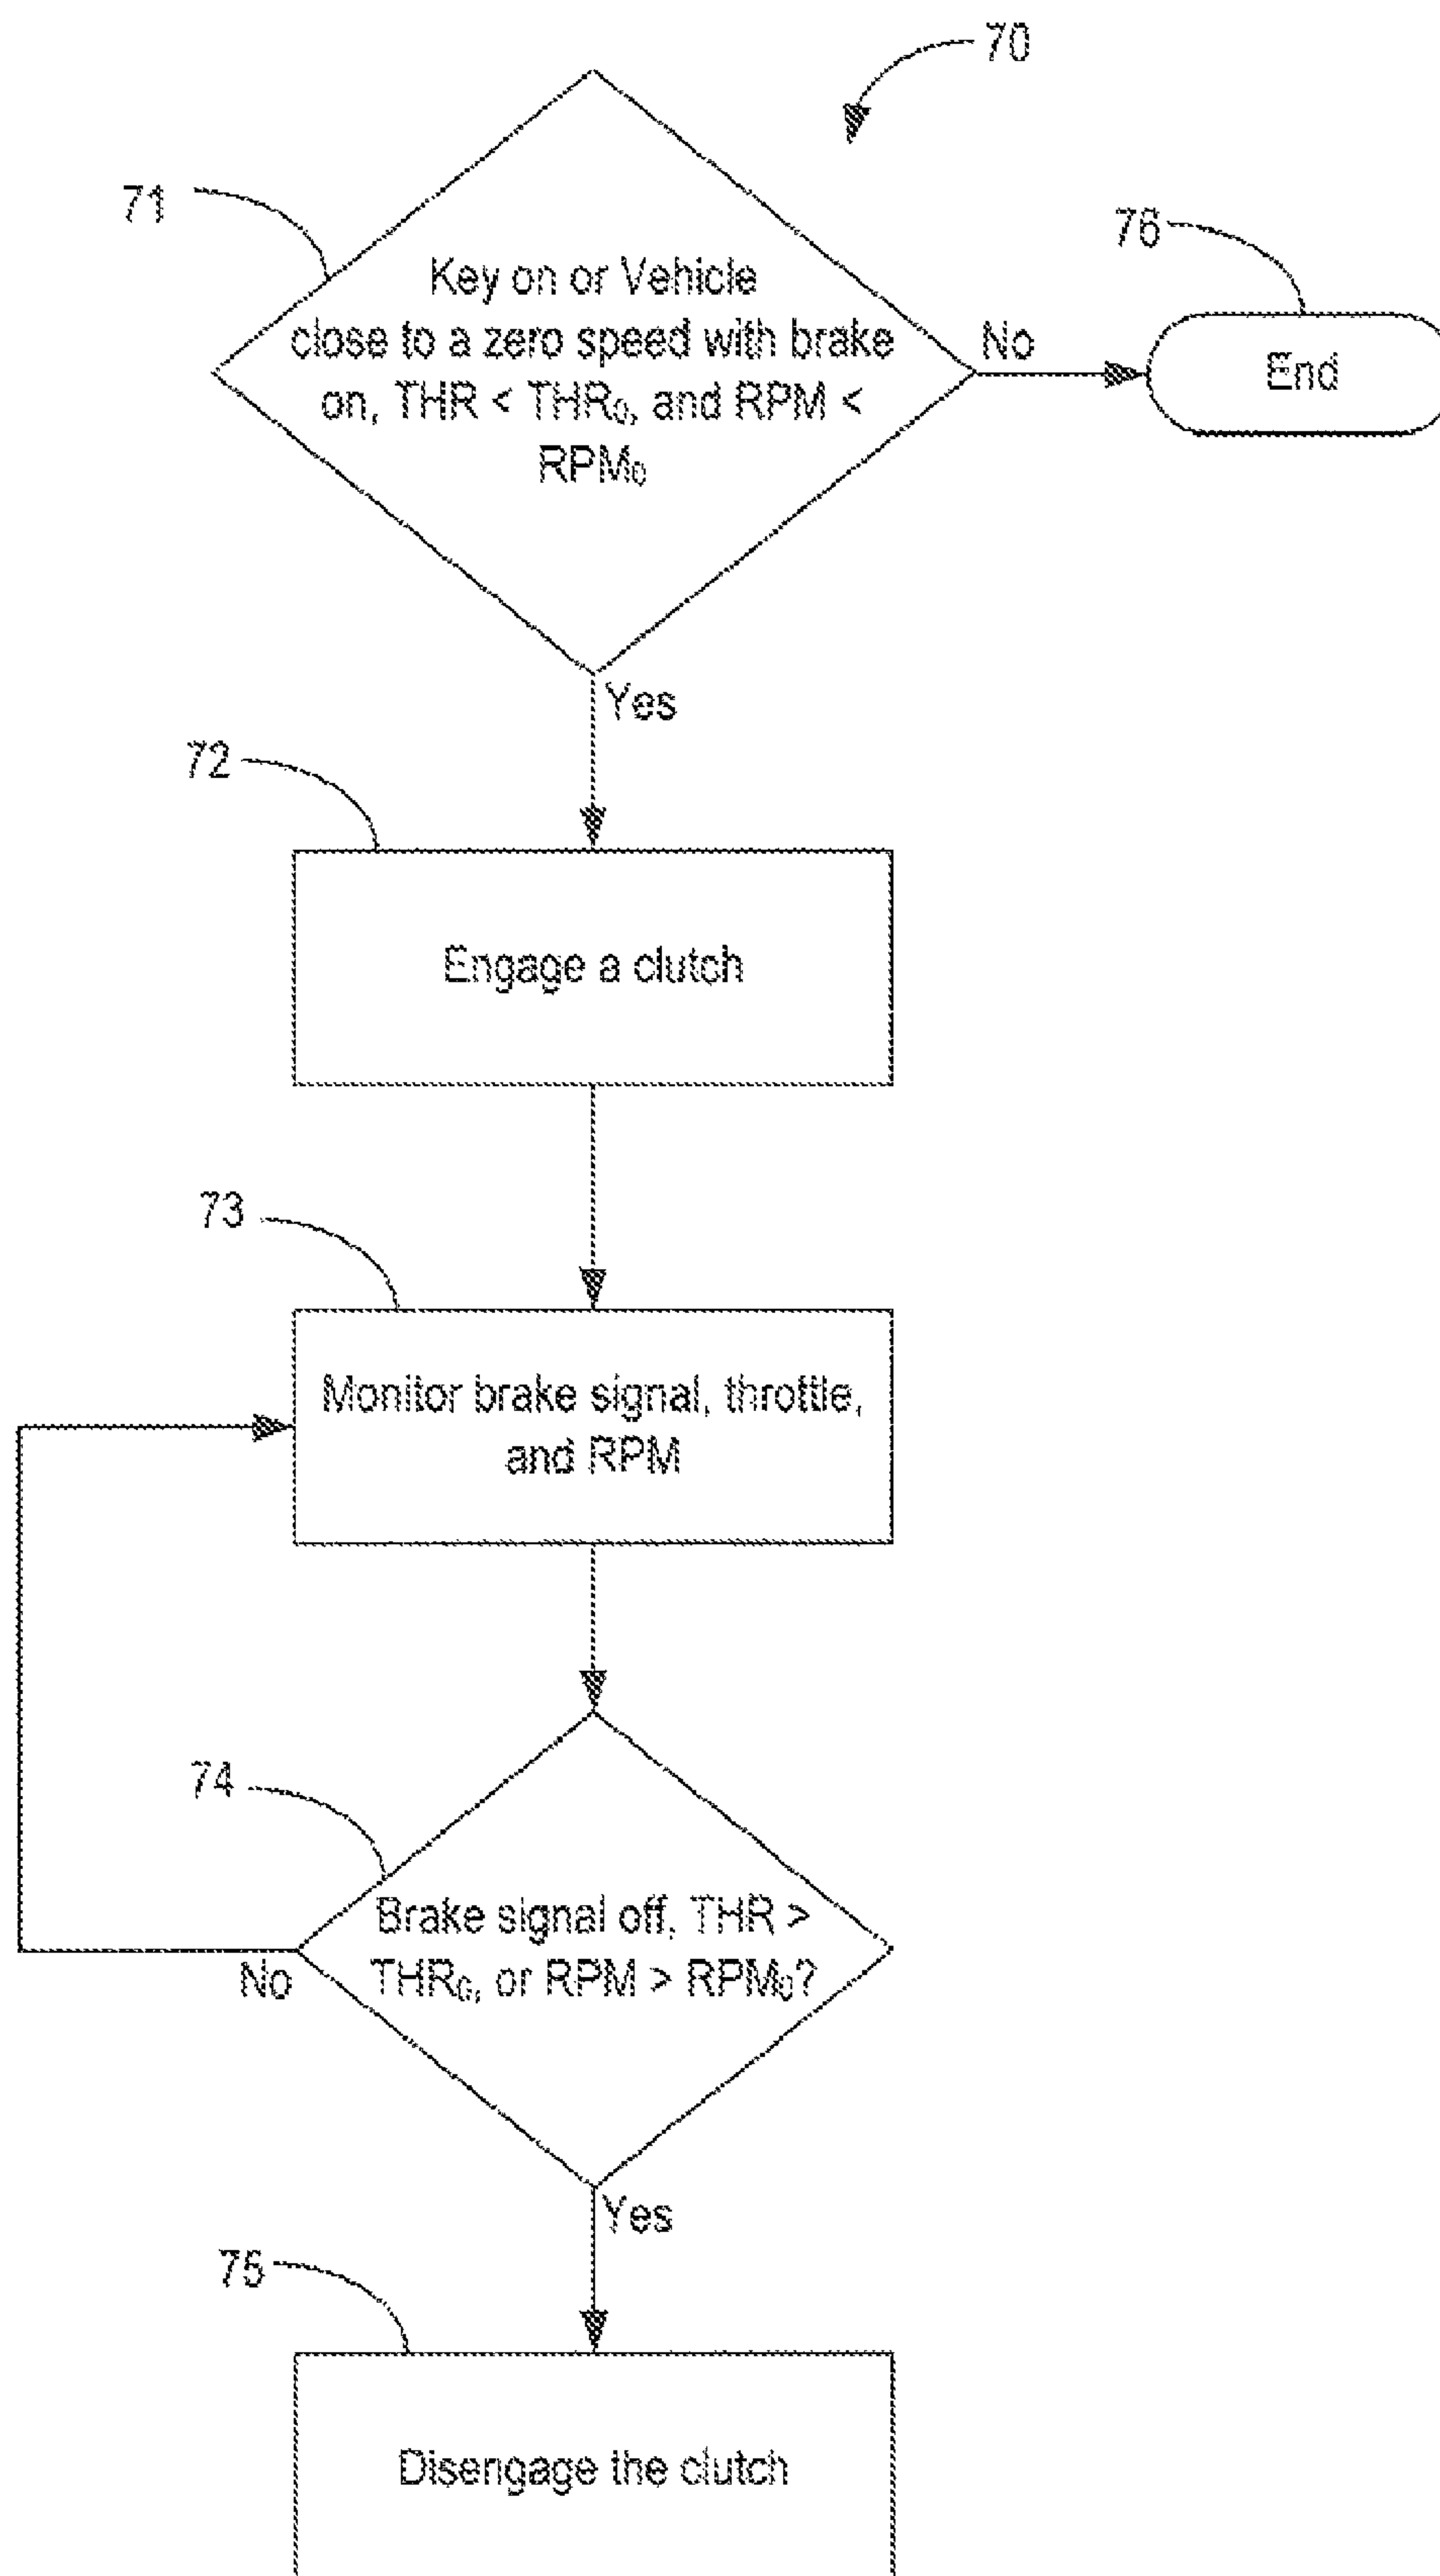 70
71
76
Key on or Vehicle
close to a zero speed with brake
on, THR < THR₀, and RPM <
RPM₀
No
End
Yes
72
Engage a clutch
73
Monitor brake signal, throttle,
and RPM
74
Brake signal off, THR >
THR₀, or RPM > RPM₀?
No
Yes
75
Disengage the clutch